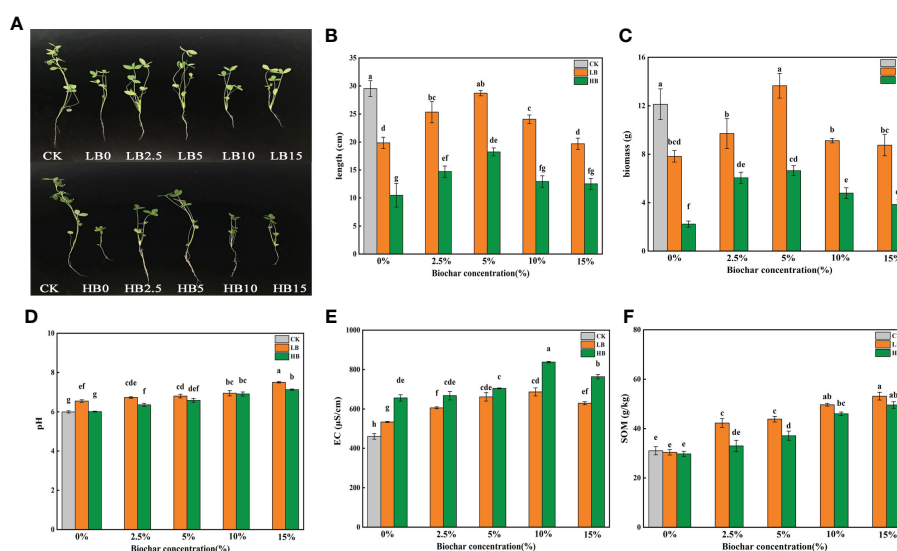 A
CK LB0 LB2.5 LB5 LB10 LB15
CK HB0 HB2.5 HB5 HB10 HB15
B
length (cm)
35
30
25
20
15
10
5
0
CK
LB
HB
a
d
g
bc
ef
ab
e
c
fg
d
fg
0% 2.5% 5% 10% 15%
Biochar concentration(%)
C
biomass (g)
16
12
8
4
0
a
bcd
f
b
de
a
cd
b
e
bc
0% 2.5% 5% 10% 15%
Biochar concentration(%)
D
pH
10
8
6
4
2
0
CK
LB
HB
g
ef
g
cde
f
cd
def
bc
bc
a
b
0% 2.5% 5% 10% 15%
Biochar concentration(%)
E
EC (μS/cm)
1000
800
600
400
200
0
CK
LB
HB
h
g
de
f
cde
cde
c
cd
a
ef
b
0% 2.5% 5% 10% 15%
Biochar concentration(%)
F
SOM (g/kg)
80
60
40
20
0
e
e
e
c
de
c
d
ab
bc
a
ab
0% 2.5% 5% 10% 15%
Biochar concentration(%)